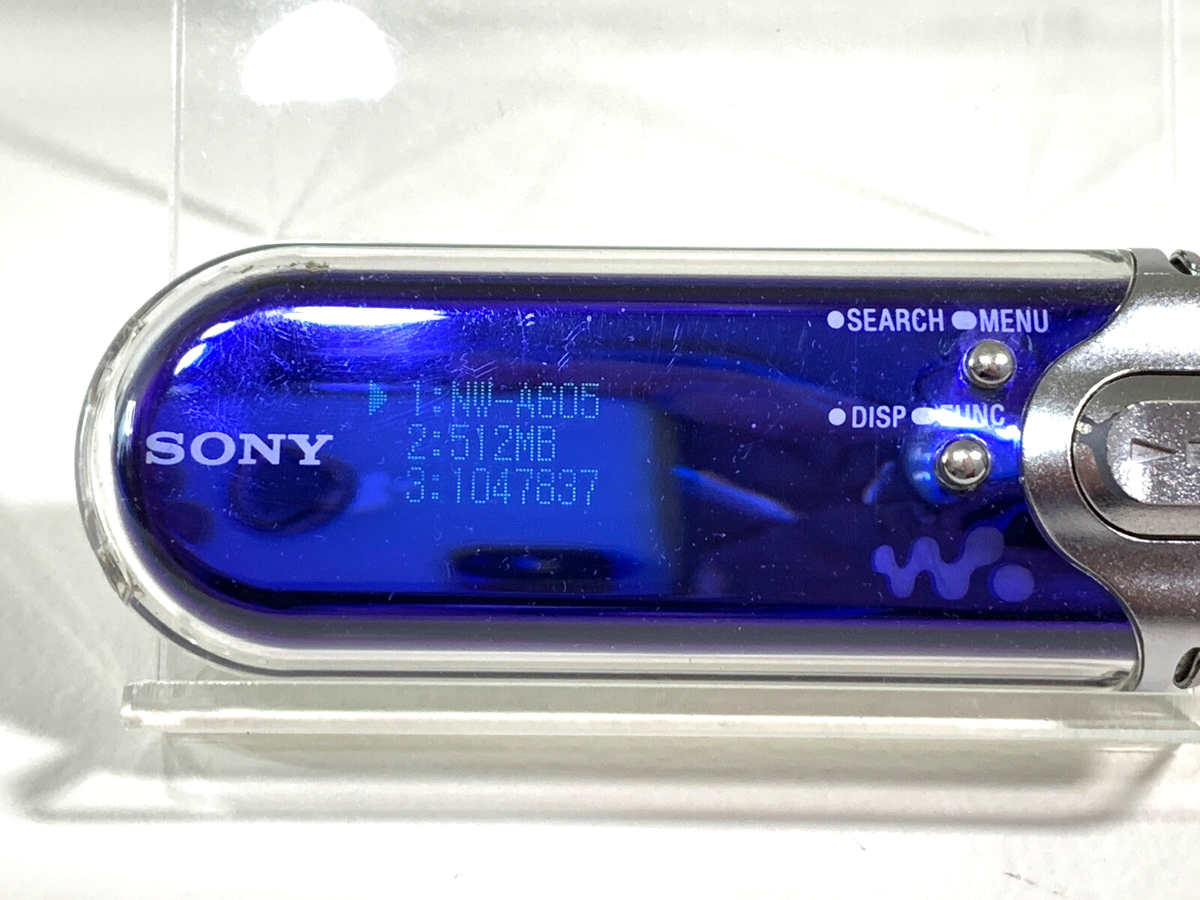 SONY
1:NW-A605
2:512MB
3:1047837
●SEARCH ⬬MENU
●DISP ⬬FUNC